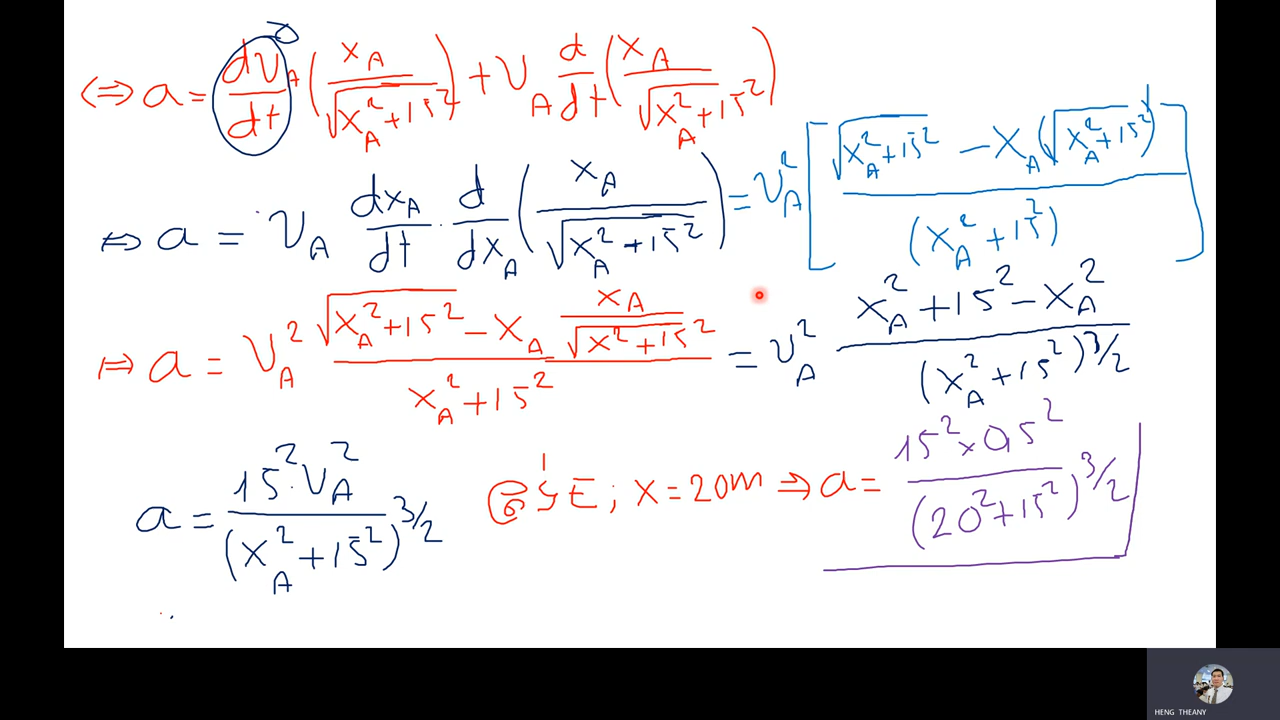 ⇔ a = dv_A/dt (x_A/√(x_A²+15²)) + v_A d/dt (x_A/√(x_A²+15²))
⇔ a = v_A dx_A/dt · d/dx_A (x_A/√(x_A²+15²)) = v_A² [(√(x_A²+15²) − x_A(√(x_A²+15²))')/(x_A²+15²)]
⇔ a = v_A² (√(x_A²+15²) − x_A x_A/√(x²+15²))/(x_A²+15²) = v_A² (x_A²+15²−x_A²)/(x_A²+15²)^3/2
a = 15²·v_A²/(x_A²+15²)^3/2
; x = 20m ⇒ a = 15²×0,5²/(20²+15²)^3/2
HENG THEANY